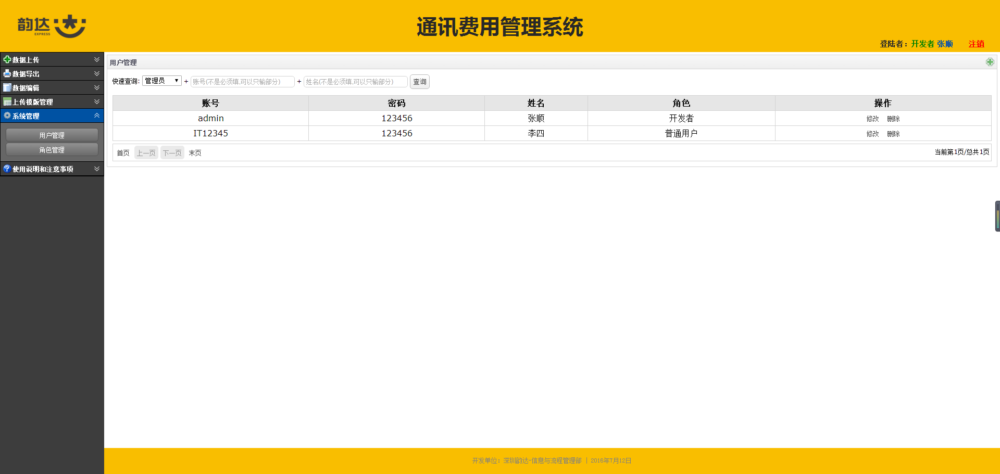 韵达
EXPRESS
通讯费用管理系统
登陆者：开发者 张顺 注销
数据上传
数据导出
数据编辑
上传模版管理
系统管理
用户管理
角色管理
使用说明和注意事项
用户管理
快速查询: 管理员 + 账号(不是必须填,可以只输部分) + 姓名(不是必须填,可以只输部分) 查询
账号 密码 姓名 角色 操作
admin 123456 张顺 开发者 修改 删除
IT12345 123456 李四 普通用户 修改 删除
首页 上一页 下一页 末页 当前第1页/总共1页
开发单位：深圳韵达-信息与流程管理部 | 2016年7月12日